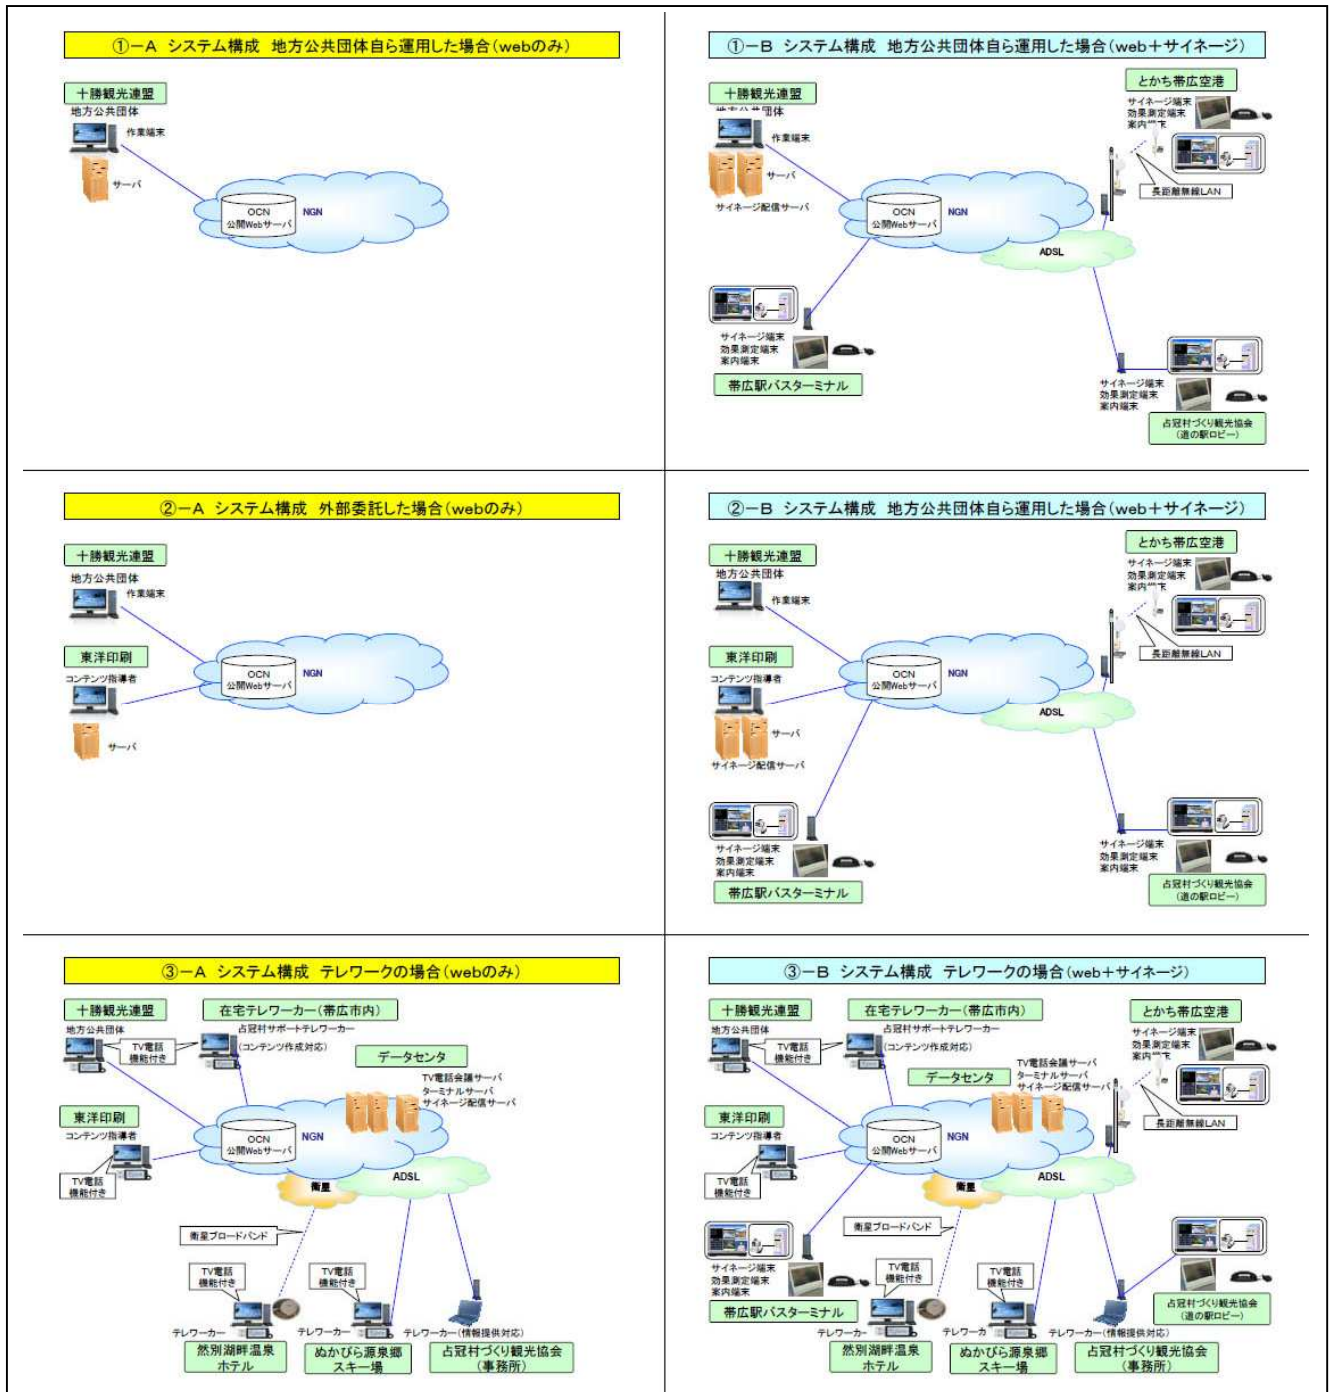 ①－A システム構成 地方公共団体自ら運用した場合(webのみ)
十勝観光連盟
地方公共団体
作業端末
サーバ
OCN
公開Webサーバ
NGN
①－B システム構成 地方公共団体自ら運用した場合(web＋サイネージ)
十勝観光連盟
地方公共団体
作業端末
サーバ
サイネージ配信サーバ
OCN
公開Webサーバ
NGN
ADSL
とかち帯広空港
サイネージ端末
効果測定端末
案内端末
長距離無線LAN
サイネージ端末
効果測定端末
案内端末
帯広駅バスターミナル
サイネージ端末
効果測定端末
案内端末
占冠村づくり観光協会
(道の駅ロビー)
②－A システム構成 外部委託した場合(webのみ)
十勝観光連盟
地方公共団体
作業端末
東洋印刷
コンテンツ指導者
サーバ
OCN
公開Webサーバ
NGN
②－B システム構成 地方公共団体自ら運用した場合(web＋サイネージ)
十勝観光連盟
地方公共団体
作業端末
東洋印刷
コンテンツ指導者
サーバ
サイネージ配信サーバ
OCN
公開Webサーバ
NGN
ADSL
とかち帯広空港
サイネージ端末
効果測定端末
案内端末
長距離無線LAN
サイネージ端末
効果測定端末
案内端末
帯広駅バスターミナル
サイネージ端末
効果測定端末
案内端末
占冠村づくり観光協会
(道の駅ロビー)
③－A システム構成 テレワークの場合(webのみ)
十勝観光連盟
地方公共団体
TV電話
機能付き
在宅テレワーカー(帯広市内)
占冠村サポートテレワーカー
(コンテンツ作成対応)
データセンタ
TV電話会議サーバ
ターミナルサーバ
サイネージ配信サーバ
東洋印刷
コンテンツ指導者
TV電話
機能付き
OCN
公開Webサーバ
NGN
衛星
ADSL
衛星ブロードバンド
TV電話
機能付き
TV電話
機能付き
テレワーカー
テレワーカー
テレワーカー(情報提供対応)
然別湖畔温泉
ホテル
ぬかびら源泉郷
スキー場
占冠村づくり観光協会
(事務所)
③－B システム構成 テレワークの場合(web＋サイネージ)
十勝観光連盟
地方公共団体
TV電話
機能付き
在宅テレワーカー(帯広市内)
占冠村サポートテレワーカー
(コンテンツ作成対応)
データセンタ
TV電話会議サーバ
ターミナルサーバ
サイネージ配信サーバ
とかち帯広空港
サイネージ端末
効果測定端末
案内端末
長距離無線LAN
東洋印刷
コンテンツ指導者
TV電話
機能付き
OCN
公開Webサーバ
NGN
衛星
ADSL
衛星ブロードバンド
サイネージ端末
効果測定端末
案内端末
帯広駅バスターミナル
TV電話
機能付き
TV電話
機能付き
テレワーカー
テレワーカー
テレワーカー(情報提供対応)
然別湖畔温泉
ホテル
ぬかびら源泉郷
スキー場
占冠村づくり観光協会
(事務所)
占冠村づくり観光協会
(道の駅ロビー)